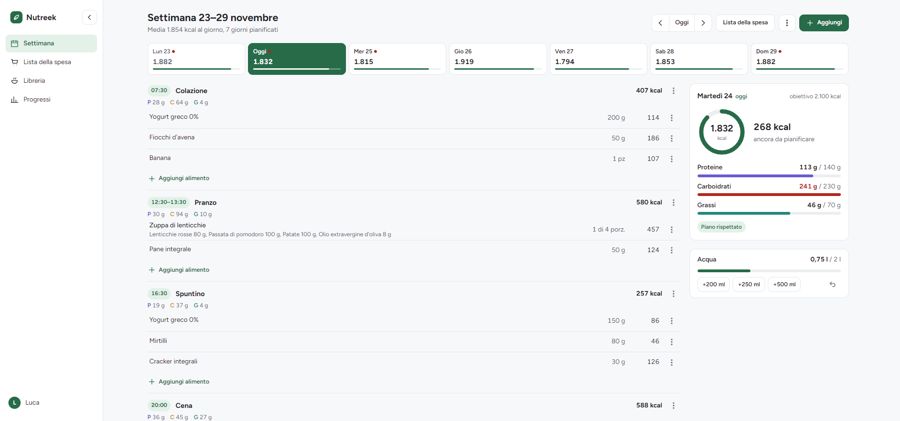 Nutreek
Settimana
Lista della spesa
Libreria
Progressi
L
Luca
Settimana 23–29 novembre
Media 1.854 kcal al giorno, 7 giorni pianificati
Oggi
Lista della spesa
Aggiungi
Lun 23
1.882
Oggi
1.832
Mer 25
1.815
Gio 26
1.919
Ven 27
1.794
Sab 28
1.853
Dom 29
1.882
07:30 Colazione 407 kcal
P 28 g C 64 g G 4 g
Yogurt greco 0% 200 g 114
Fiocchi d'avena 50 g 186
Banana 1 pz 107
Aggiungi alimento
12:30–13:30 Pranzo 580 kcal
P 30 g C 94 g G 10 g
Zuppa di lenticchie 1 di 4 porz. 457
Lenticchie rosse 80 g, Passata di pomodoro 100 g, Patate 100 g, Olio extravergine d'oliva 8 g
Pane integrale 50 g 124
Aggiungi alimento
16:30 Spuntino 257 kcal
P 19 g C 37 g G 4 g
Yogurt greco 0% 150 g 86
Mirtilli 80 g 46
Cracker integrali 30 g 126
Aggiungi alimento
20:00 Cena 588 kcal
P 36 g C 45 g G 27 g
Martedì 24 oggi obiettivo 2.100 kcal
1.832
kcal
268 kcal
ancora da pianificare
Proteine 113 g / 140 g
Carboidrati 241 g / 230 g
Grassi 46 g / 70 g
Piano rispettato
Acqua 0,75 l / 2 l
+200 ml
+250 ml
+500 ml